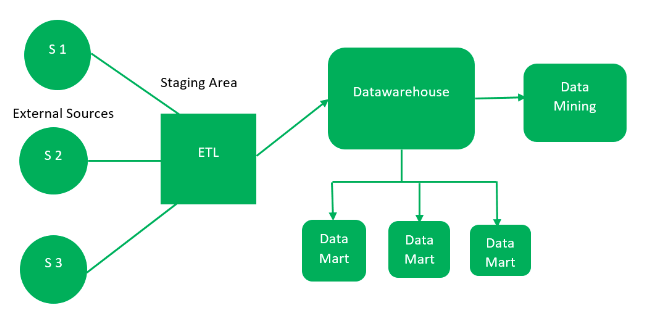 S 1
Staging Area
External Sources
S 2
ETL
S 3
Datawarehouse
Data
Mining
Data
Mart
Data
Mart
Data
Mart